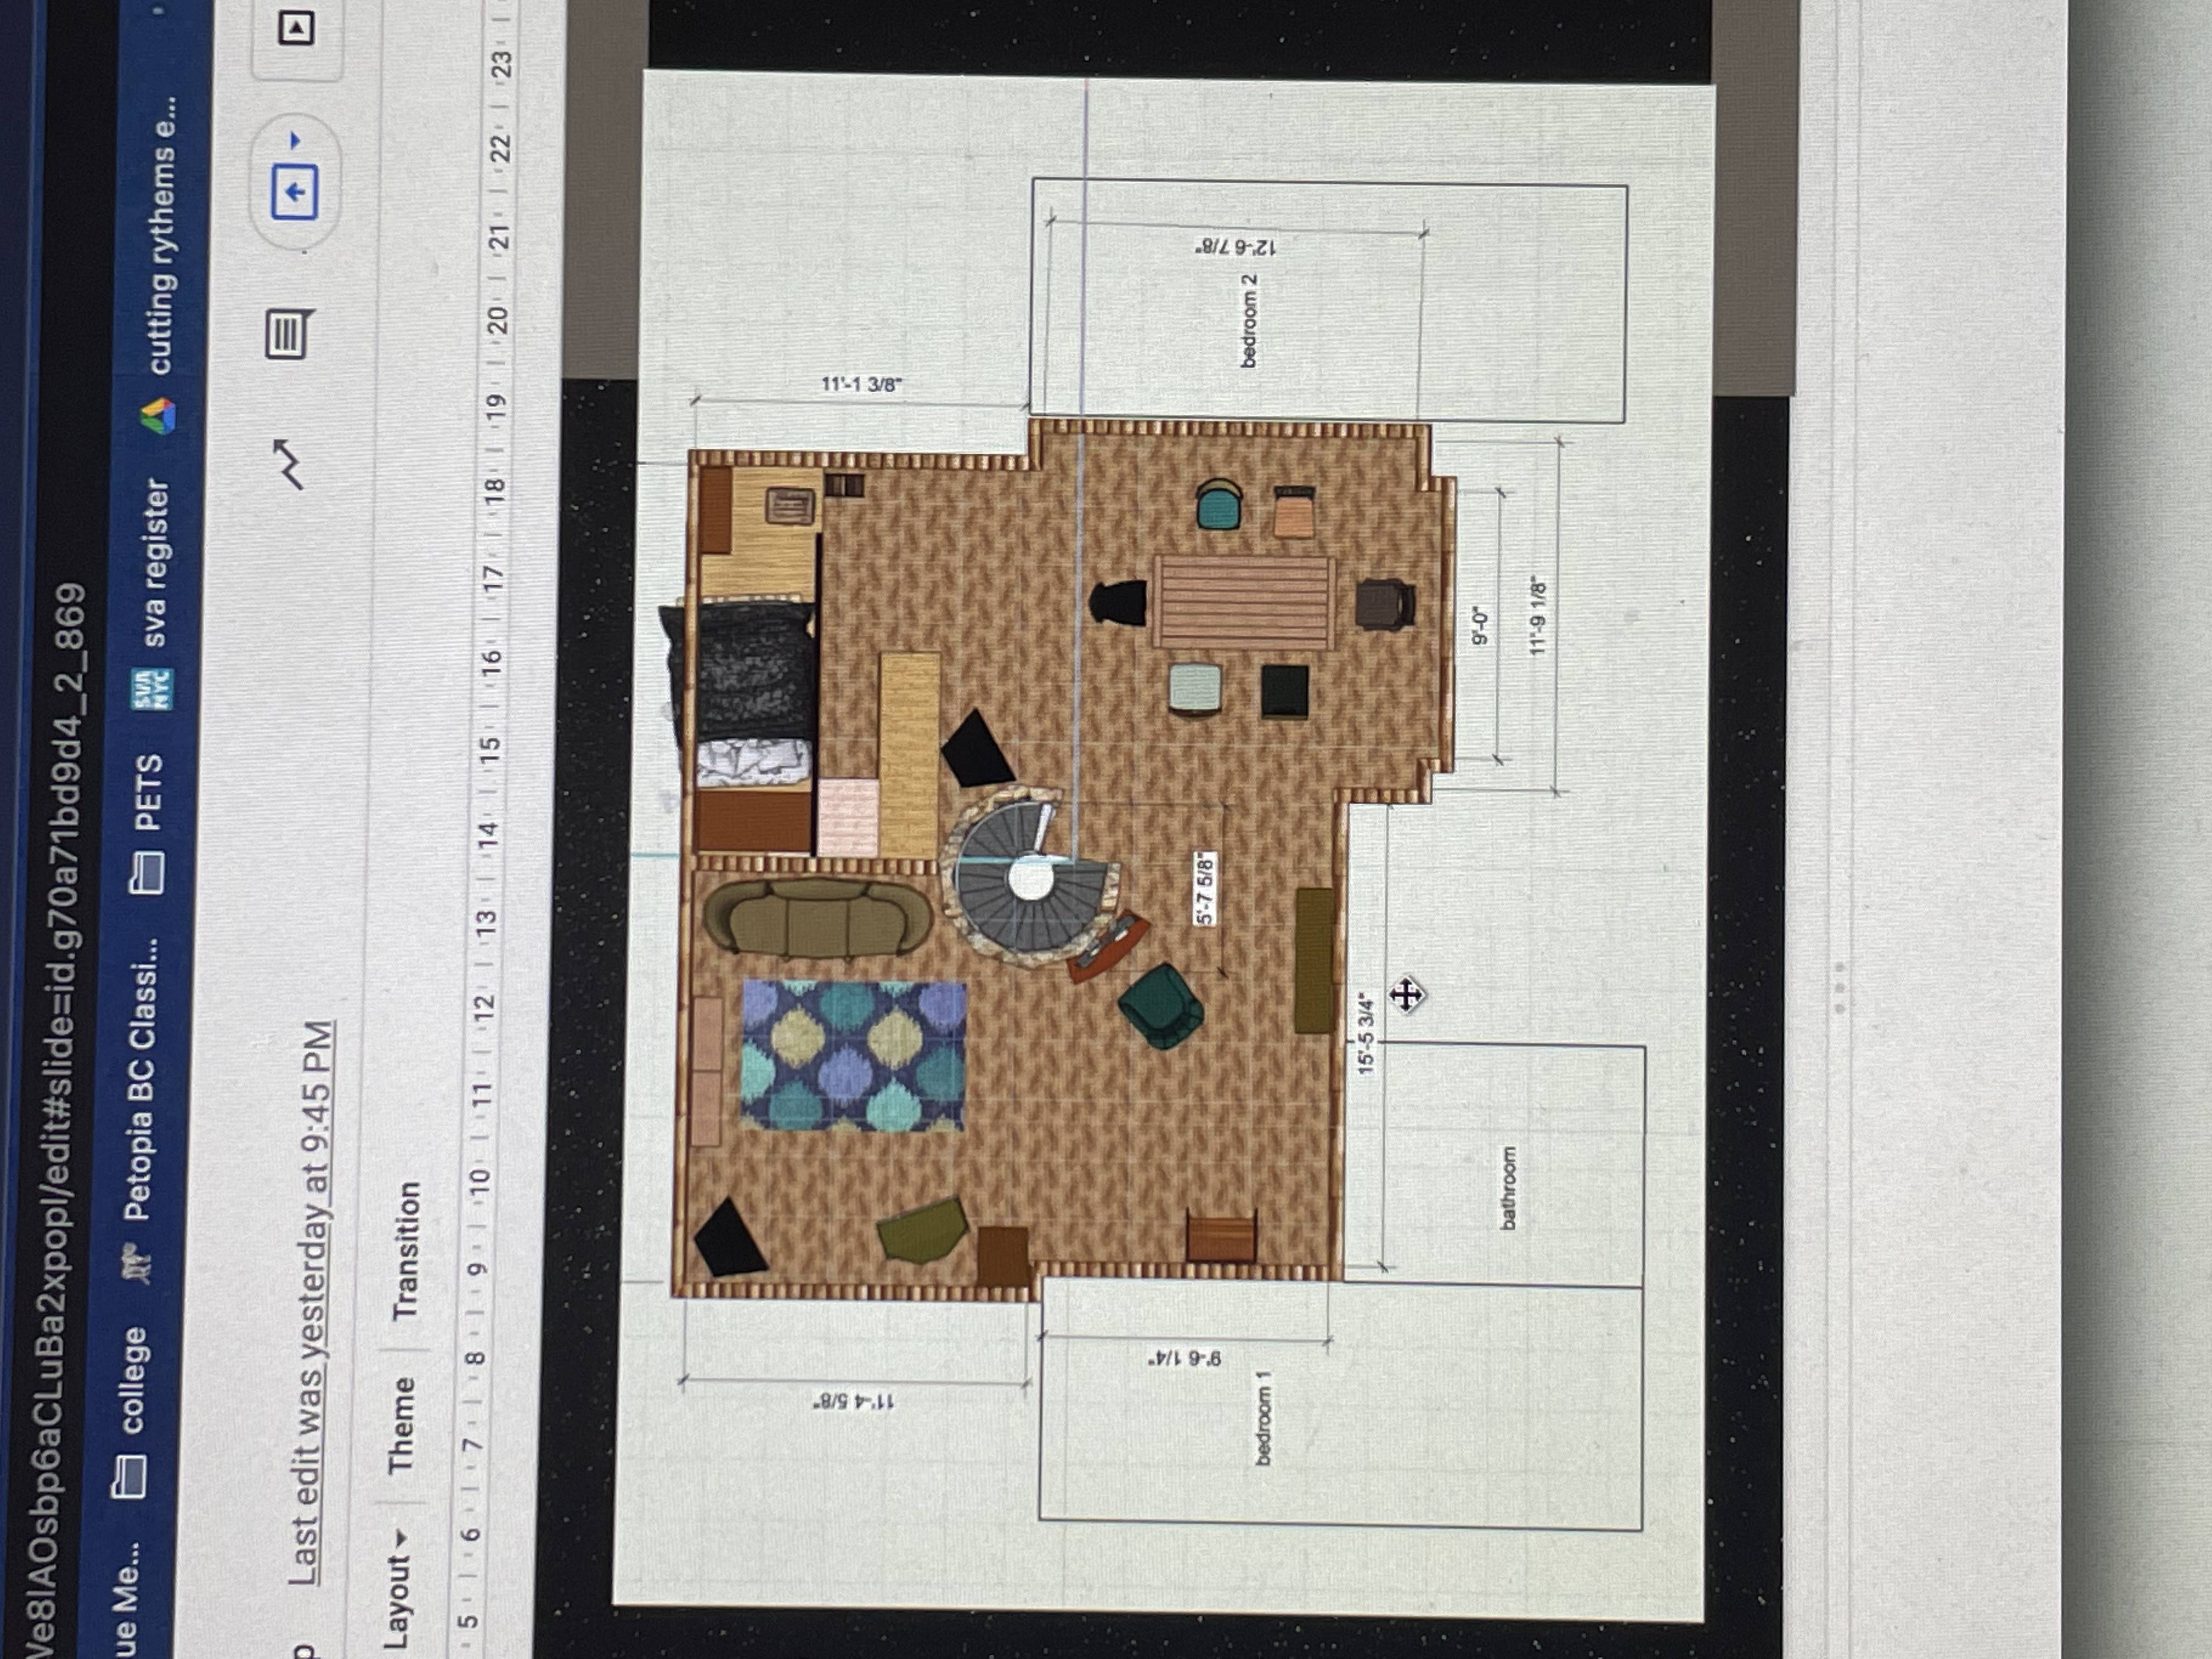 Ve8lAOsbp6aCLuBa2xpopl/edit#slide=id.g70a71bd9d4_2_869
ue Me... college Petopia BC Classi... PETS SVA NYC sva register cutting rythems e...
p Last edit was yesterday at 9:45 PM
Layout Theme Transition
5 6 7 8 9 10 11 12 13 14 15 16 17 18 19 20 21 22 23
11'-4 5/8"
11'-1 3/8"
9'-6 1/4"
5'-7 5/8"
12'-6 7/8"
bedroom 1
bedroom 2
15'-5 3/4"
9'-0"
bathroom
11'-9 1/8"